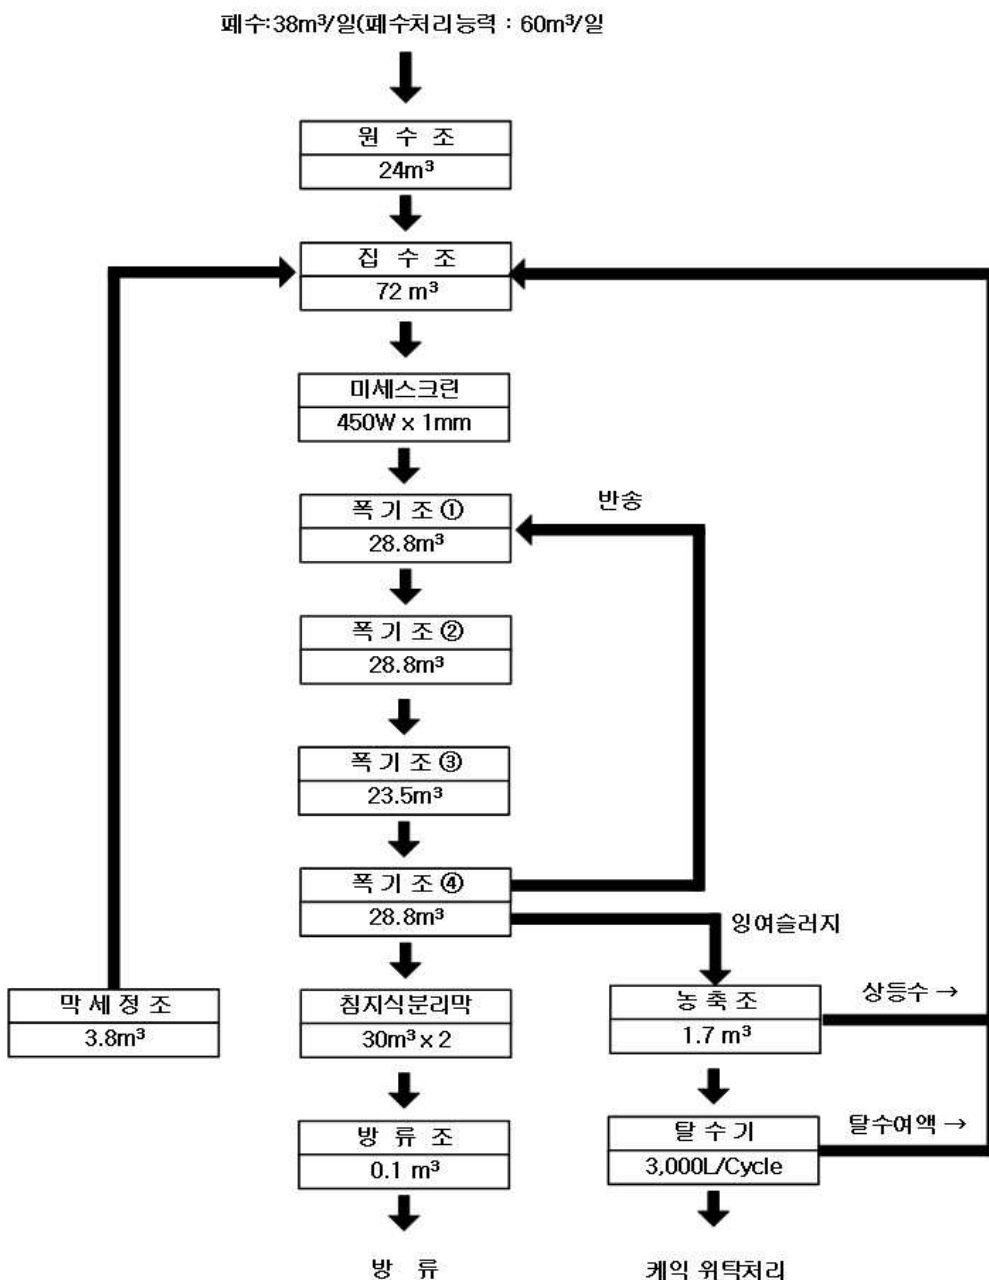 폐수:38m³/일(폐수처리능력 : 60m³/일
원 수 조
24m³
집 수 조
72 m³
미세스크린
450W x 1mm
폭 기 조 ①
28.8m³
반송
폭 기 조 ②
28.8m³
폭 기 조 ③
23.5m³
폭 기 조 ④
28.8m³
잉여슬러지
막 세 정 조
3.8m³
침지식분리막
30m³ x 2
농 축 조
1.7 m³
상등수 →
방 류 조
0.1 m³
탈 수 기
3,000L/Cycle
탈수여액 →
방 류
케익 위탁처리